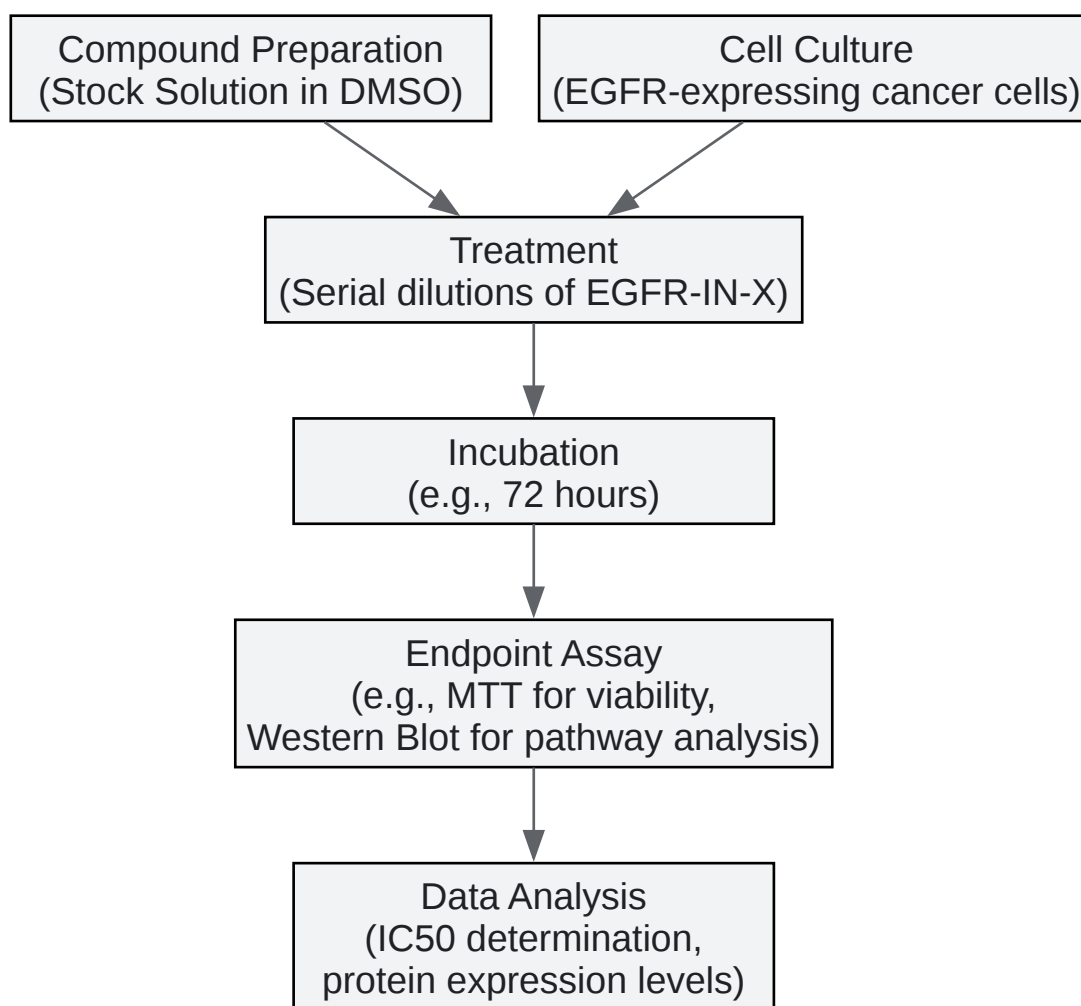 Compound Preparation
(Stock Solution in DMSO)
Cell Culture
(EGFR-expressing cancer cells)
Treatment
(Serial dilutions of EGFR-IN-X)
Incubation
(e.g., 72 hours)
Endpoint Assay
(e.g., MTT for viability,
Western Blot for pathway analysis)
Data Analysis
(IC50 determination,
protein expression levels)